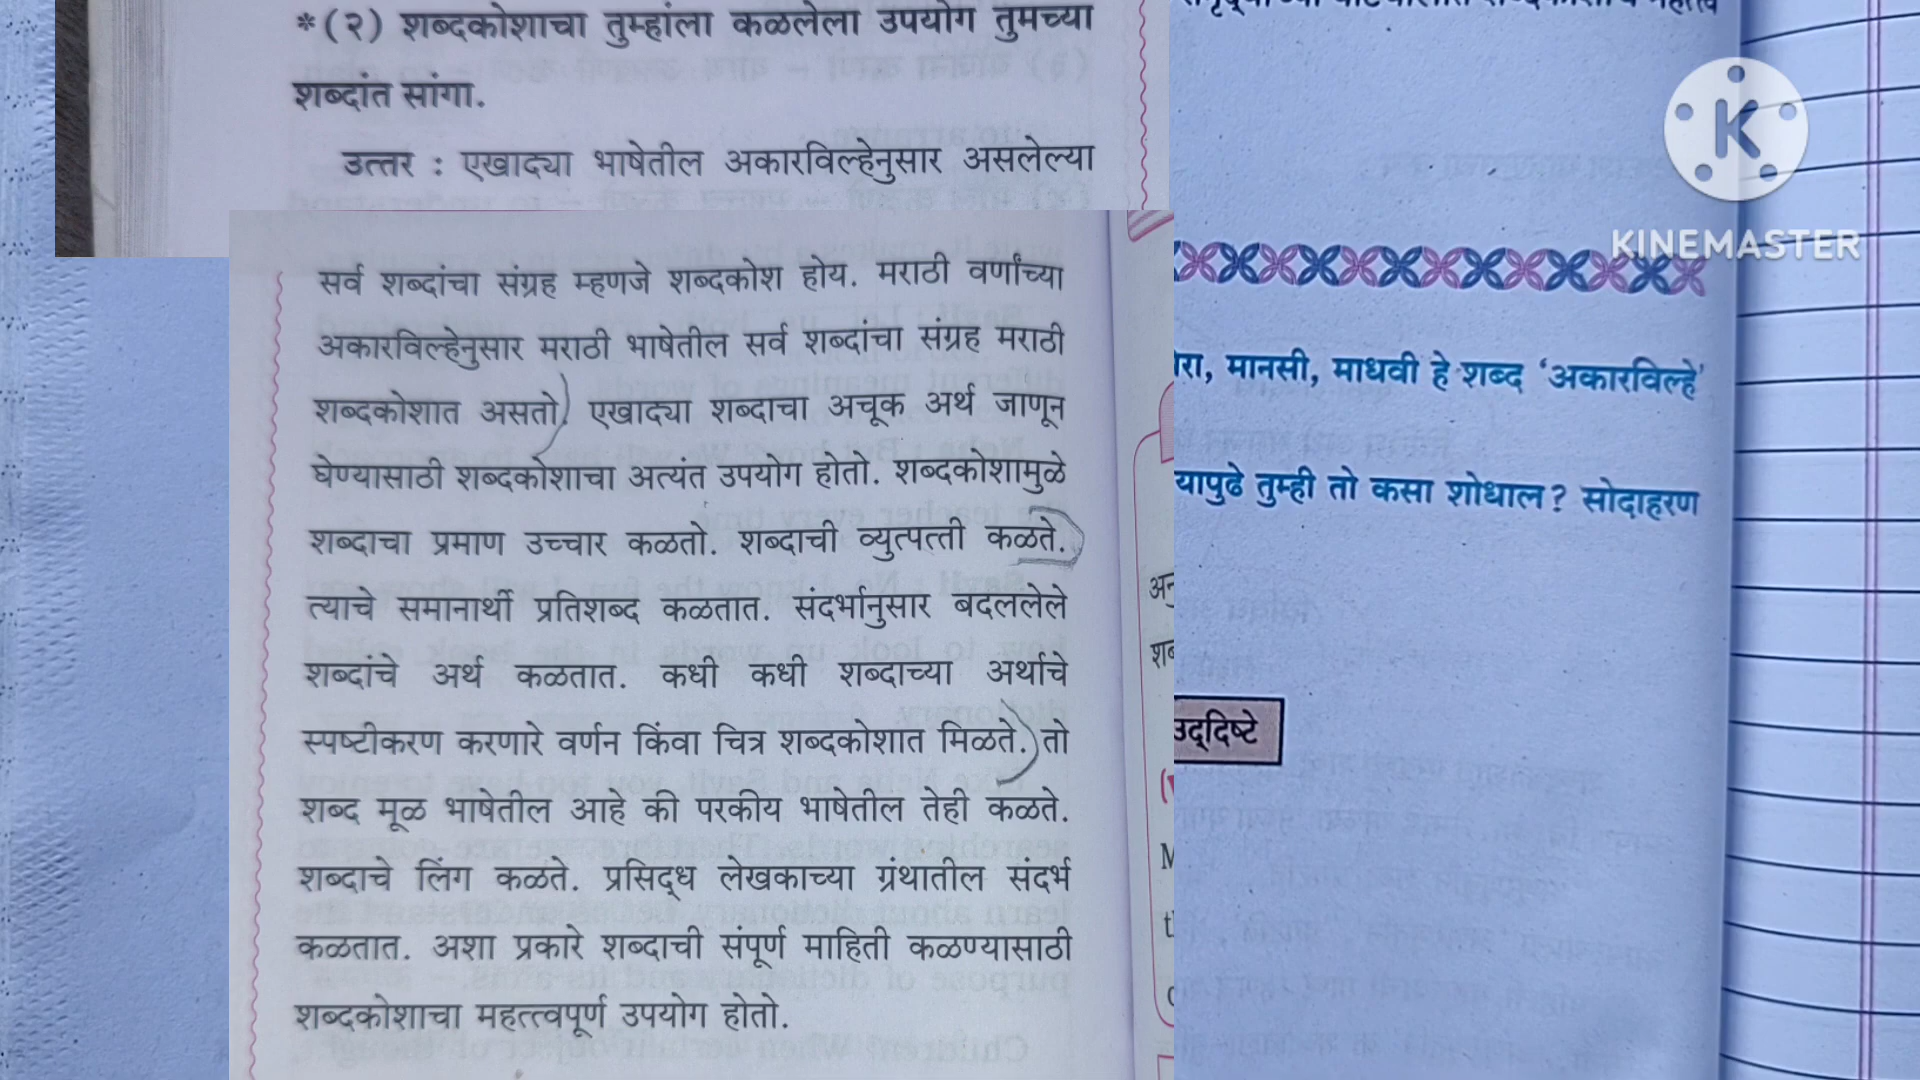 *(२) शब्दकोशाचा तुम्हांला कळलेला उपयोग तुमच्या
शब्दांत सांगा.
उत्तर : एखाद्या भाषेतील अकारविल्हेनुसार असलेल्या
सर्व शब्दांचा संग्रह म्हणजे शब्दकोश होय. मराठी वर्णांच्या
अकारविल्हेनुसार मराठी भाषेतील सर्व शब्दांचा संग्रह मराठी
शब्दकोशात असतो. एखाद्या शब्दाचा अचूक अर्थ जाणून
घेण्यासाठी शब्दकोशाचा अत्यंत उपयोग होतो. शब्दकोशामुळे
शब्दाचा प्रमाण उच्चार कळतो. शब्दाची व्युत्पत्ती कळते.
त्याचे समानार्थी प्रतिशब्द कळतात. संदर्भानुसार बदललेले
शब्दांचे अर्थ कळतात. कधी कधी शब्दाच्या अर्थाचे
स्पष्टीकरण करणारे वर्णन किंवा चित्र शब्दकोशात मिळते. तो
शब्द मूळ भाषेतील आहे की परकीय भाषेतील तेही कळते.
शब्दाचे लिंग कळते. प्रसिद्ध लेखकाच्या ग्रंथातील संदर्भ
कळतात. अशा प्रकारे शब्दाची संपूर्ण माहिती कळण्यासाठी
शब्दकोशाचा महत्त्वपूर्ण उपयोग होतो.
K
KINEMASTER
मानसी, माधवी हे शब्द ‘अकारविल्हे’
तुम्ही तो कसा शोधाल? सोदाहरण
उद्दिष्टे